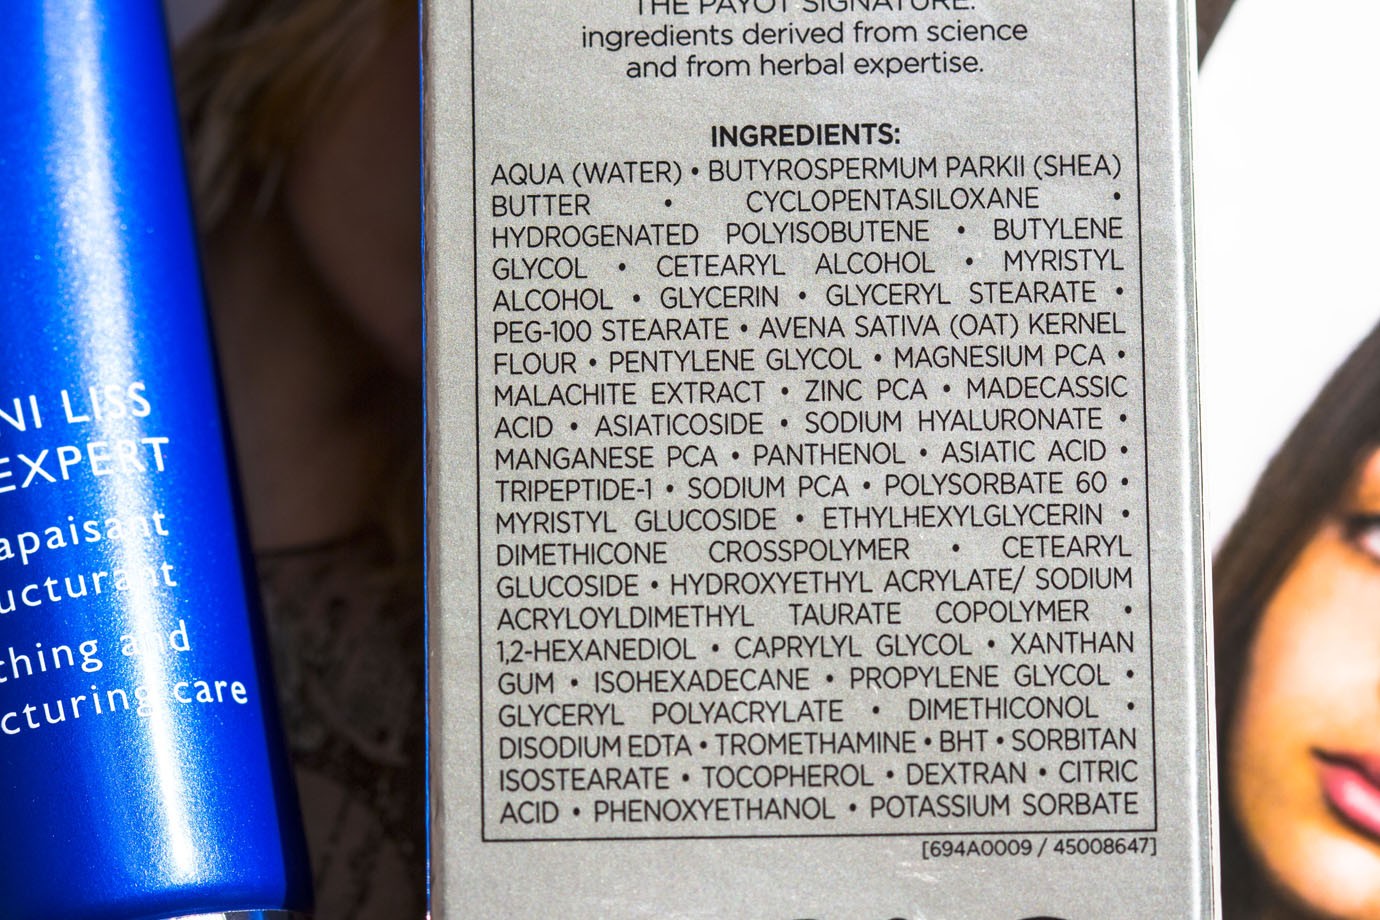 NI LISS
EXPERT
apaisant
ucturant
thing and
cturing care
THE PAYOT SIGNATURE:
ingredients derived from science
and from herbal expertise.
INGREDIENTS:
AQUA (WATER) • BUTYROSPERMUM PARKII (SHEA)
BUTTER • CYCLOPENTASILOXANE •
HYDROGENATED POLYISOBUTENE • BUTYLENE
GLYCOL • CETEARYL ALCOHOL • MYRISTYL
ALCOHOL • GLYCERIN • GLYCERYL STEARATE •
PEG-100 STEARATE • AVENA SATIVA (OAT) KERNEL
FLOUR • PENTYLENE GLYCOL • MAGNESIUM PCA •
MALACHITE EXTRACT • ZINC PCA • MADECASSIC
ACID • ASIATICOSIDE • SODIUM HYALURONATE •
MANGANESE PCA • PANTHENOL • ASIATIC ACID •
TRIPEPTIDE-1 • SODIUM PCA • POLYSORBATE 60 •
MYRISTYL GLUCOSIDE • ETHYLHEXYLGLYCERIN •
DIMETHICONE CROSSPOLYMER • CETEARYL
GLUCOSIDE • HYDROXYETHYL ACRYLATE/ SODIUM
ACRYLOYLDIMETHYL TAURATE COPOLYMER •
1,2-HEXANEDIOL • CAPRYLYL GLYCOL • XANTHAN
GUM • ISOHEXADECANE • PROPYLENE GLYCOL •
GLYCERYL POLYACRYLATE • DIMETHICONOL •
DISODIUM EDTA • TROMETHAMINE • BHT • SORBITAN
ISOSTEARATE • TOCOPHEROL • DEXTRAN • CITRIC
ACID • PHENOXYETHANOL • POTASSIUM SORBATE
[694A0009 / 45008647]